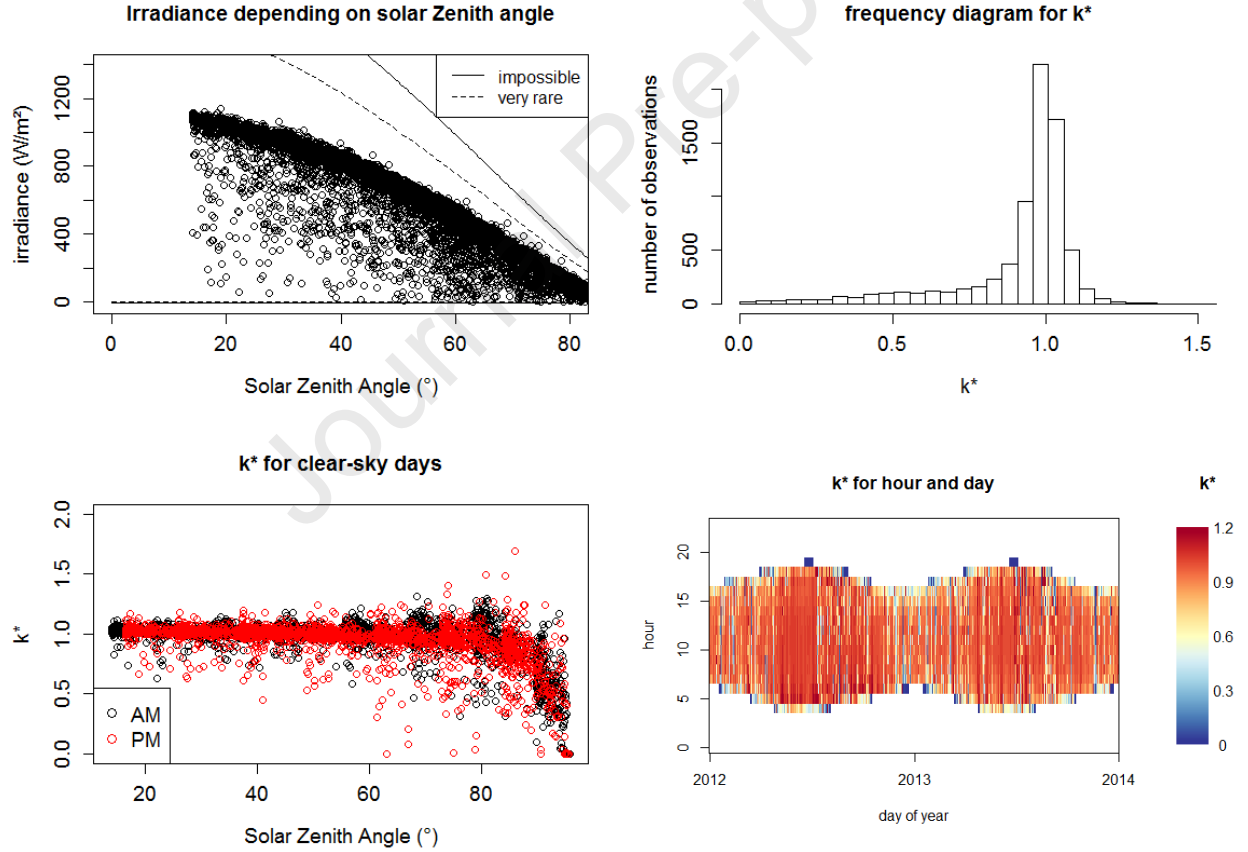 Irradiance depending on solar Zenith angle
irradiance (W/m²)
1200
800
400
0
impossible
very rare
0 20 40 60 80
Solar Zenith Angle (°)
frequency diagram for k*
number of observations
1500
500
0
0.0 0.5 1.0 1.5
k*
k* for clear-sky days
k*
2.0
1.5
1.0
0.5
0.0
AM
PM
20 40 60 80
Solar Zenith Angle (°)
k* for hour and day
hour
20
15
10
5
0
2012 2013 2014
day of year
k*
1.2
0.9
0.6
0.3
0
Journal Pre-p